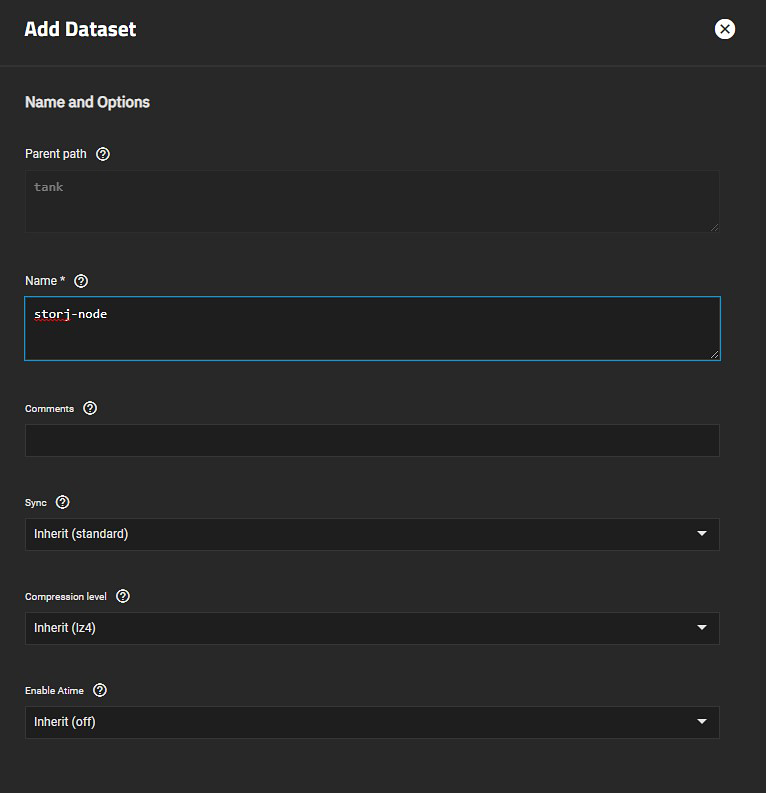 Add Dataset
Name and Options
Parent path
tank
Name *
storj-node
Comments
Sync
Inherit (standard)
Compression level
Inherit (lz4)
Enable Atime
Inherit (off)